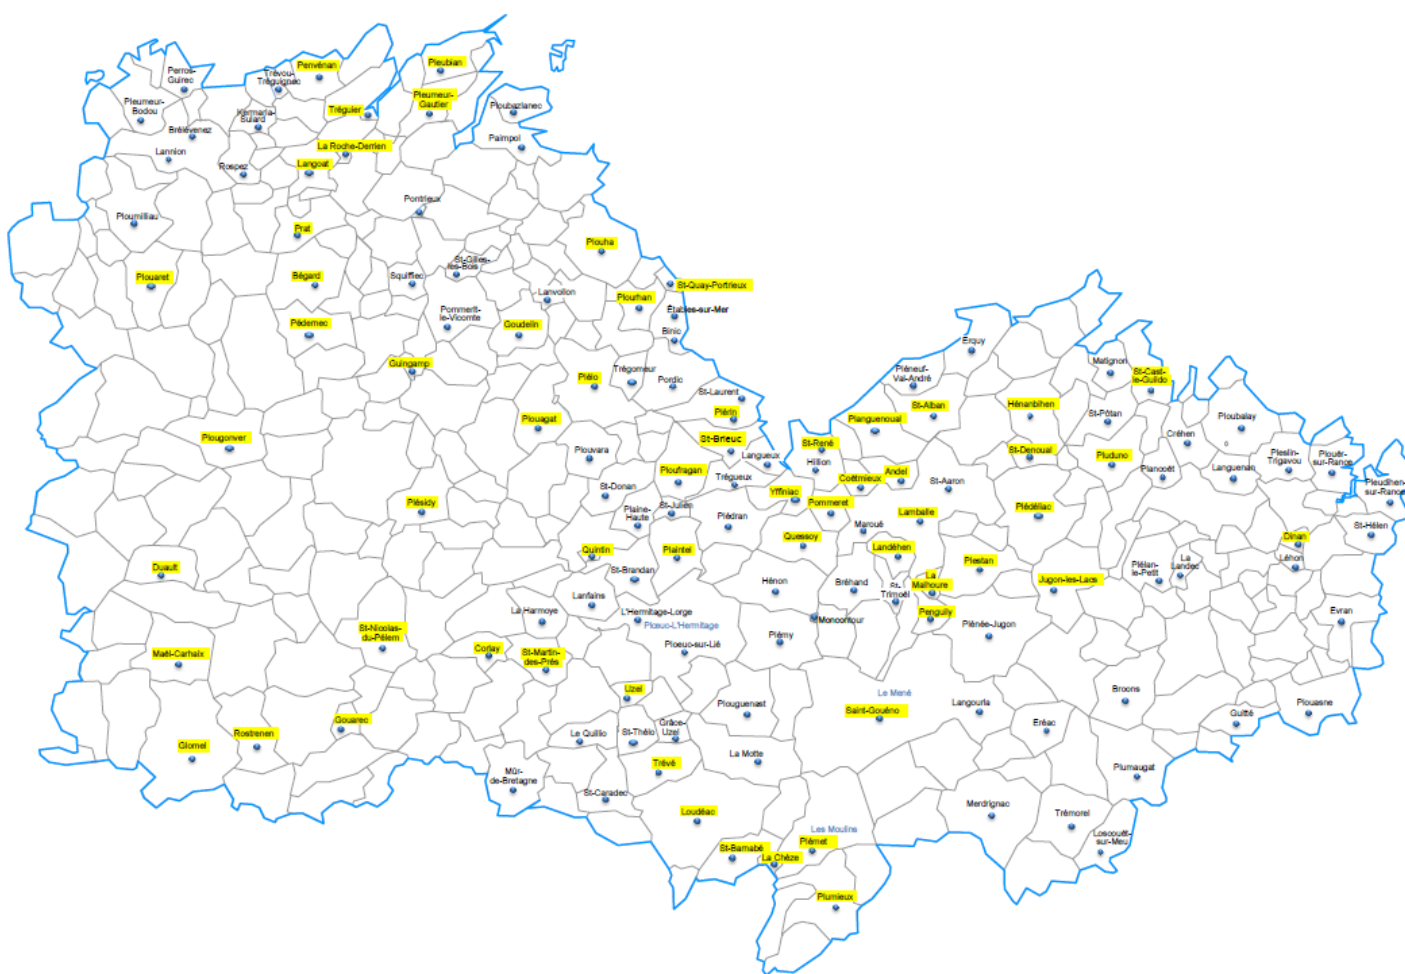 Perros-
Guirec
Trévou-
Tréguignec
Penvénan
Pleubian
Pleumeur-
Bodou
Kermaria-
Sulard
Tréguier
Pleumeur-
Gautier
Ploubazlanec
Brélévenez
Lannion
Rospez
La Roche-Derrien
Langoat
Paimpol
Ploumilliau
Pontrieux
Prat
Plouha
Plouaret
Bégard
Squiffiec
St-Gilles-
les-Bois
St-Quay-Portrieux
Lanvollon
Plourhan
Étables-sur-Mer
Binic
Pédernec
Pommerit-
le-Vicomte
Goudelin
Guingamp
Plélo
Trégomeur
Pordic
St-Laurent
Plérin
Erquy
Pléneuf-
Val-André
Matignon
St-Cast-
le-Guildo
St-Alban
Hénanbihen
St-Pôtan
Planguenoual
Créhen
Ploubalay
Plougonver
Plouagat
St-Brieuc
St-René
Hillion
St-Denoual
Pluduno
Plancoët
Languenan
Pleslin-
Trigavou
Plouër-
sur-Rance
Pleudihen-
sur-Rance
Plouvara
Langueux
Ploufragan
Trégueux
Coëtmieux
Andel
St-Aaron
St-Donan
Yffiniac
Plésidy
Plaine-
Haute
St-Julien
Plédran
Pommeret
Lamballe
Plédéliac
St-Hélen
Maroué
Quessoy
Dinan
Léhon
Duault
Quintin
Plaintel
Landéhen
Plestan
Plélan-
le-Petit
La
Landec
St-Brandan
Hénon
Bréhand
St-
Trimoël
La
Malhoure
Jugon-les-Lacs
Lanfains
La Harmoye
L'Hermitage-Lorge
Plœuc-L'Hermitage
Moncontour
Penguily
Evran
St-Nicolas-
du-Pélem
Ploeuc-sur-Lié
Plémy
Plénée-Jugon
Maël-Carhaix
Corlay
St-Martin-
des-Prés
Uzel
Le Mené
Saint-Gouéno
Langourla
Broons
Plouguenast
Plouasne
Guitté
Eréac
Gouarec
Rostrenen
Glomel
Le Quillio
St-Thélo
Grâce-
Uzel
La Motte
Trévé
Mûr-
de-Bretagne
St-Caradec
Plumaugat
Merdrignac
Trémorel
Loudéac
Les Moulins
Plémet
Loscouët-
sur-Meu
St-Barnabé
La Chèze
Plumieux